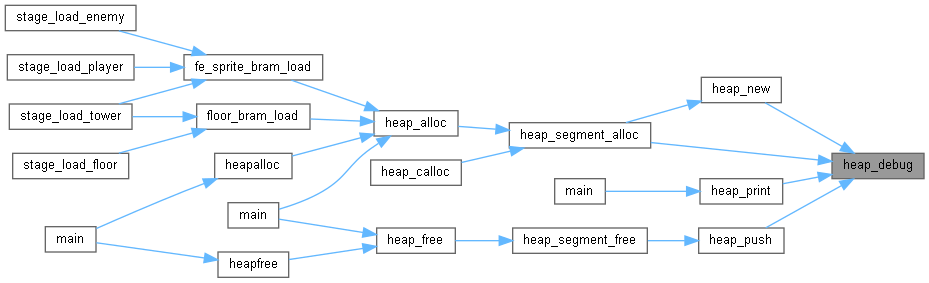 stage_load_enemy
stage_load_player
fe_sprite_bram_load
heap_new
stage_load_tower
floor_bram_load
heap_alloc
heap_segment_alloc
stage_load_floor
heapalloc
heap_calloc
heap_debug
main
heap_print
main
main
heap_free
heap_segment_free
heap_push
heapfree